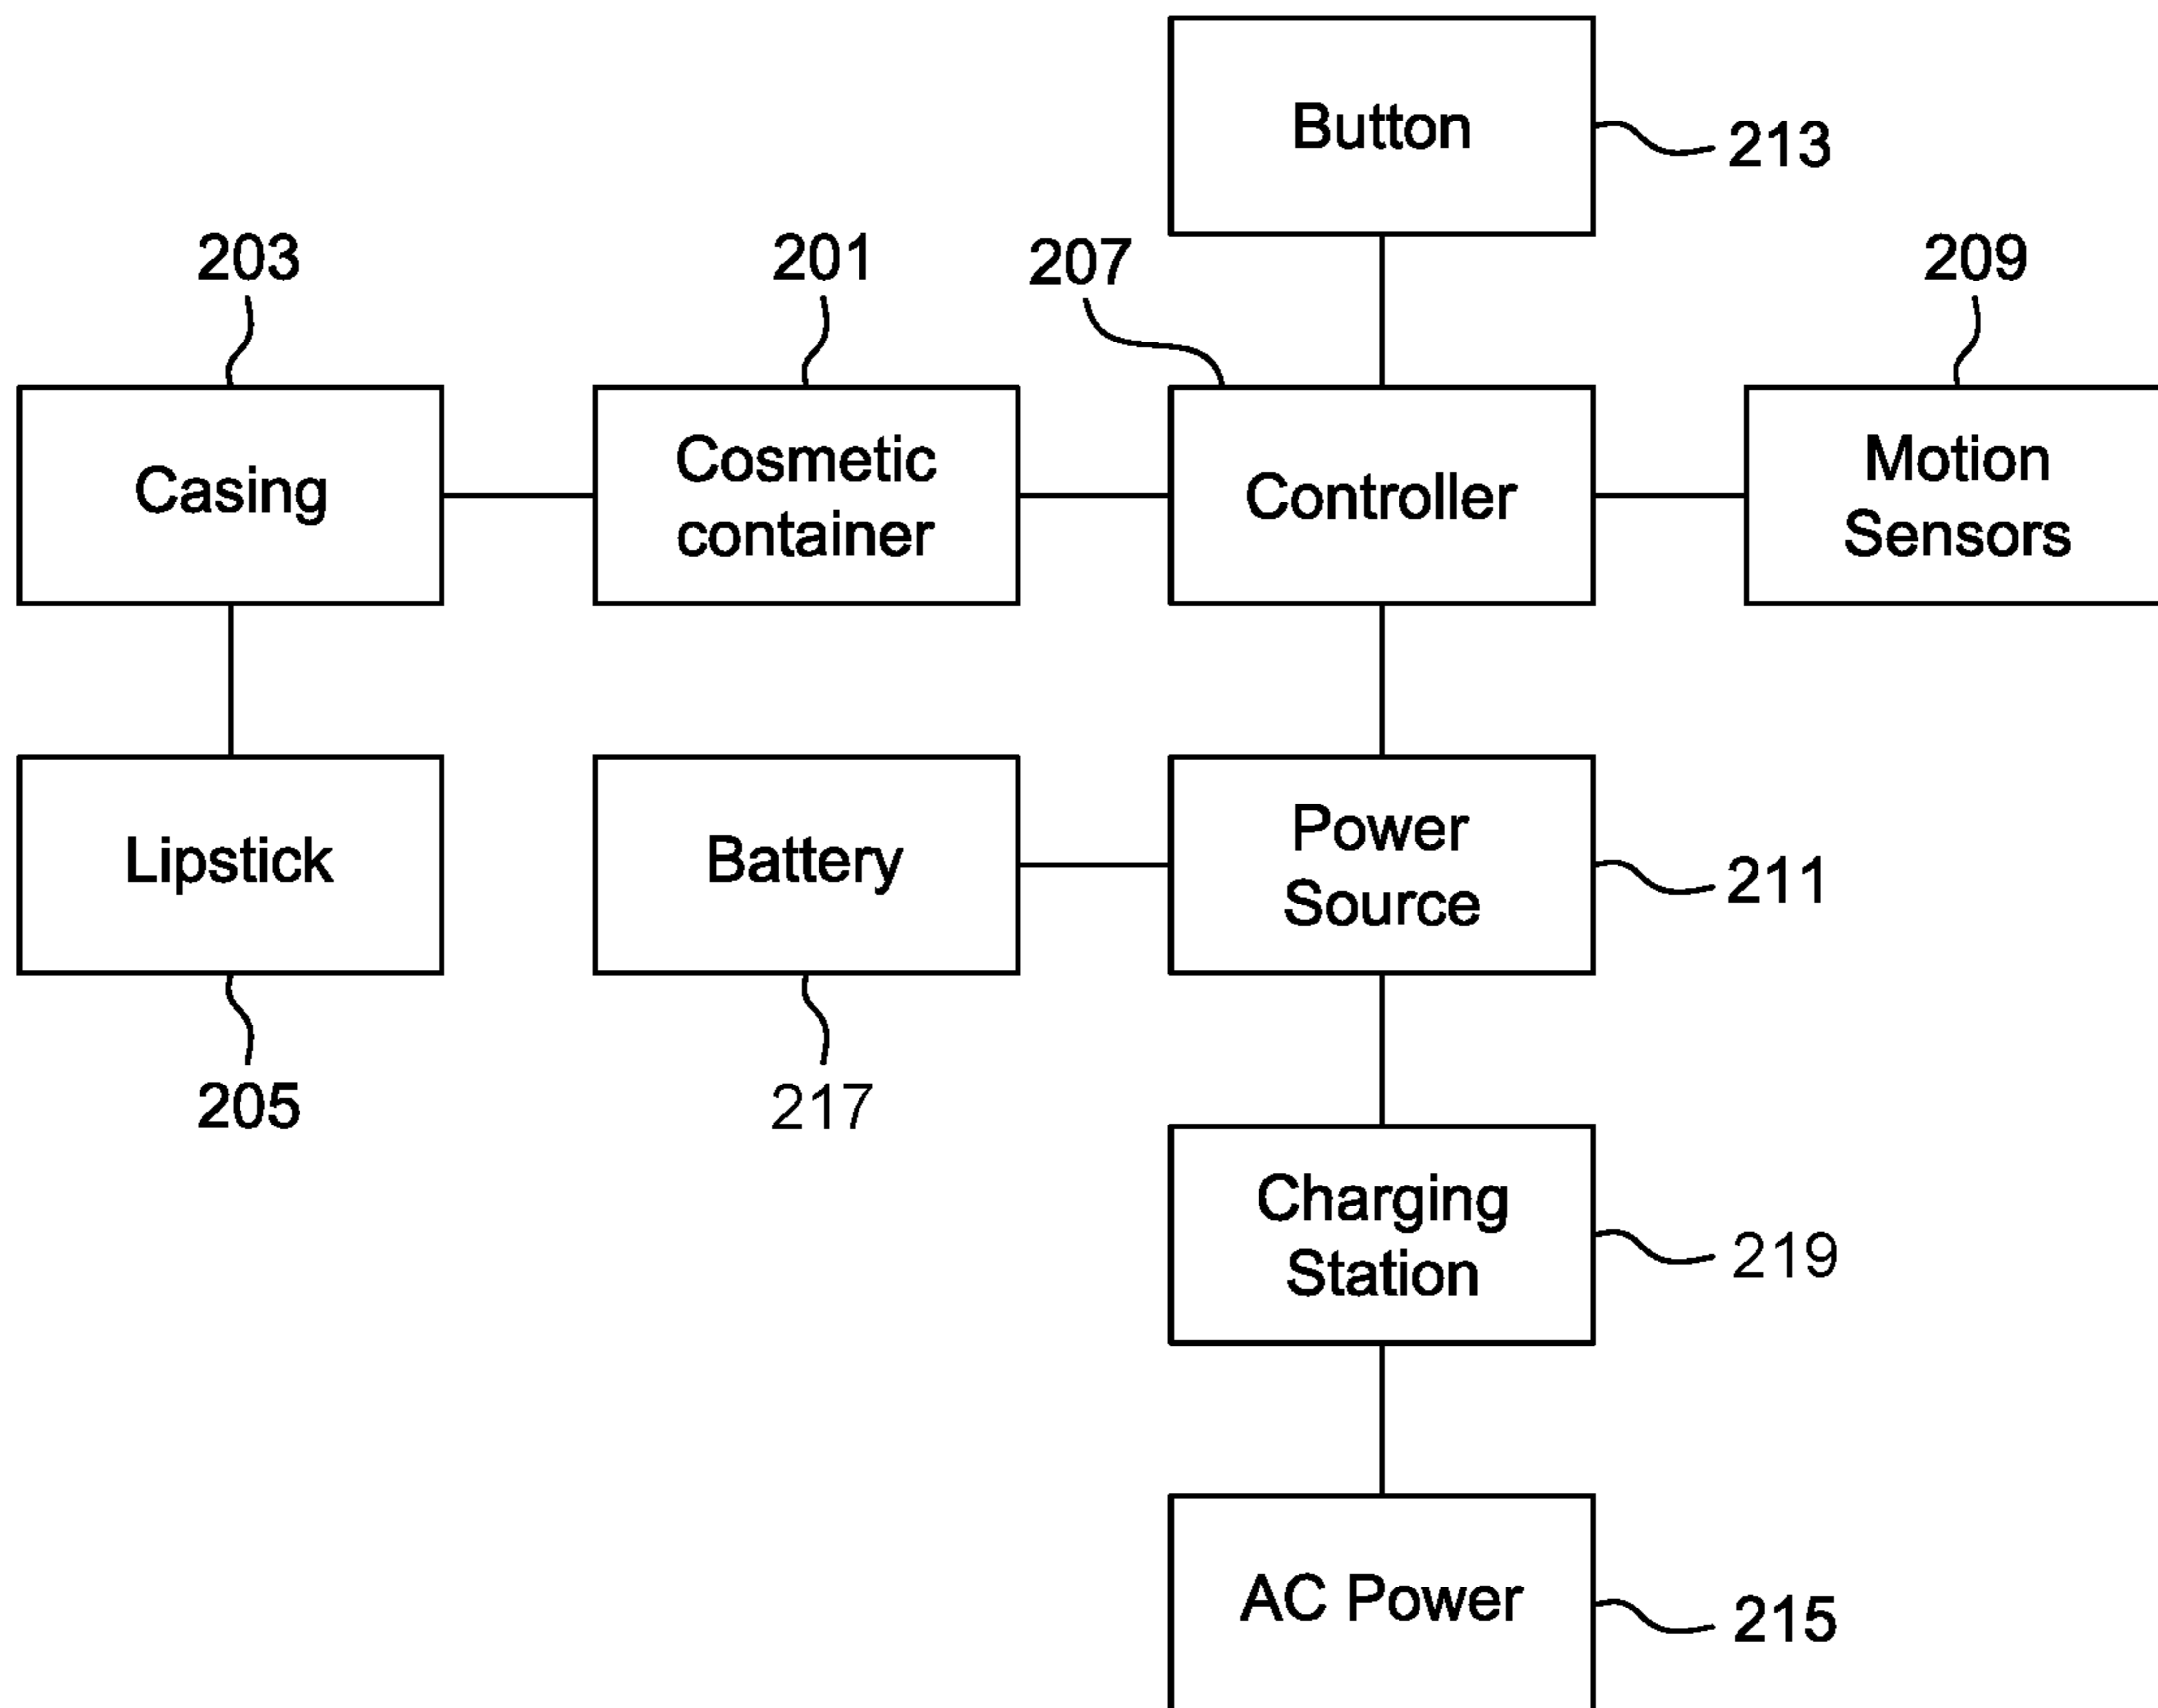 Button
213
203
201
207
209
Casing
Cosmetic
container
Controller
Motion
Sensors
Lipstick
Battery
Power
Source
211
205
217
Charging
Station
219
AC Power
215